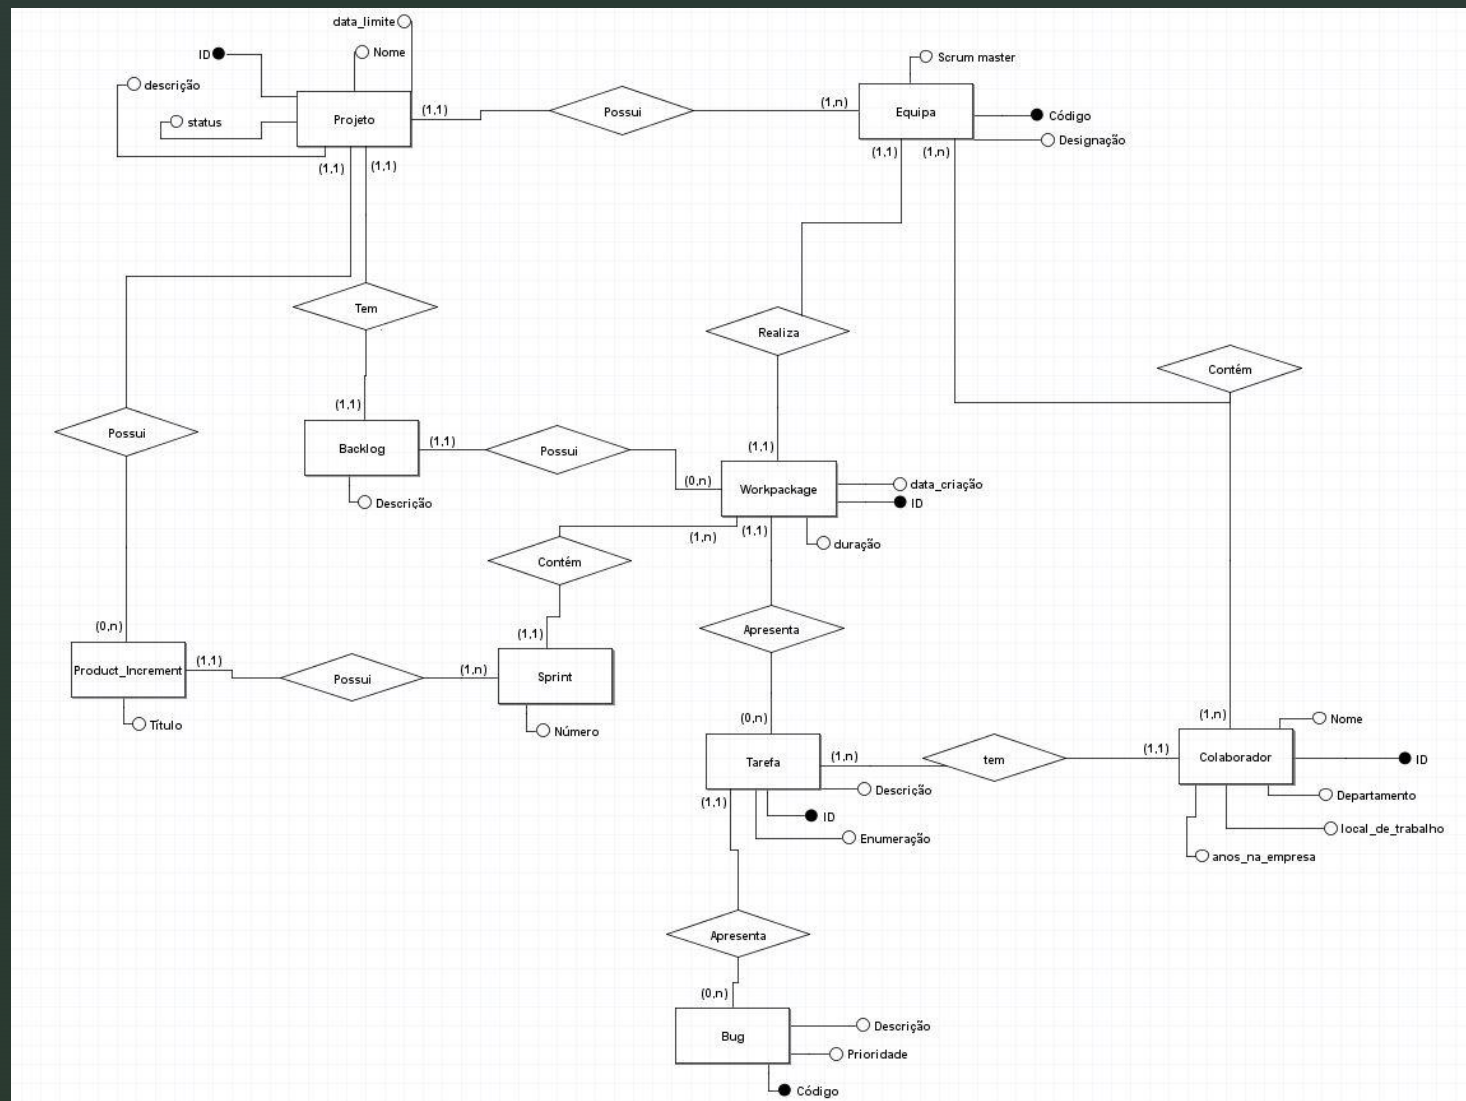 data_limite
ID
Nome
descrição
status
Projeto
(1,1)
Possui
(1,n)
Scrum master
Equipa
Código
Designação
(1,1)
(1,1)
(1,1)
(1,n)
Tem
Realiza
Contém
(1,1)
Possui
Backlog
(1,1)
Possui
(1,1)
(0,n)
Workpackage
data_criação
ID
Descrição
(1,n)
(1,1)
duração
Contém
(0,n)
(1,1)
Apresenta
Product_Increment
(1,1)
Possui
(1,n)
Sprint
Título
Número
(0,n)
(1,n)
Nome
Tarefa
(1,n)
tem
(1,1)
Colaborador
ID
(1,1)
Descrição
Departamento
ID
Enumeração
local_de_trabalho
anos_na_empresa
Apresenta
(0,n)
Bug
Descrição
Prioridade
Código